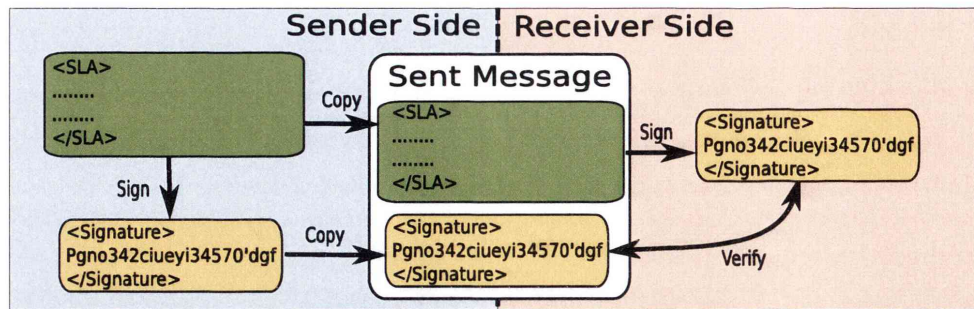 Sender Side
Receiver Side
<SLA>
........
........
</SLA>
Copy
Sent Message
<SLA>
........
........
</SLA>
Sign
<Signature>
Pgno342ciueyi34570'dgf
</Signature>
Sign
<Signature>
Pgno342ciueyi34570'dgf
</Signature>
Copy
<Signature>
Pgno342ciueyi34570'dgf
</Signature>
Verify